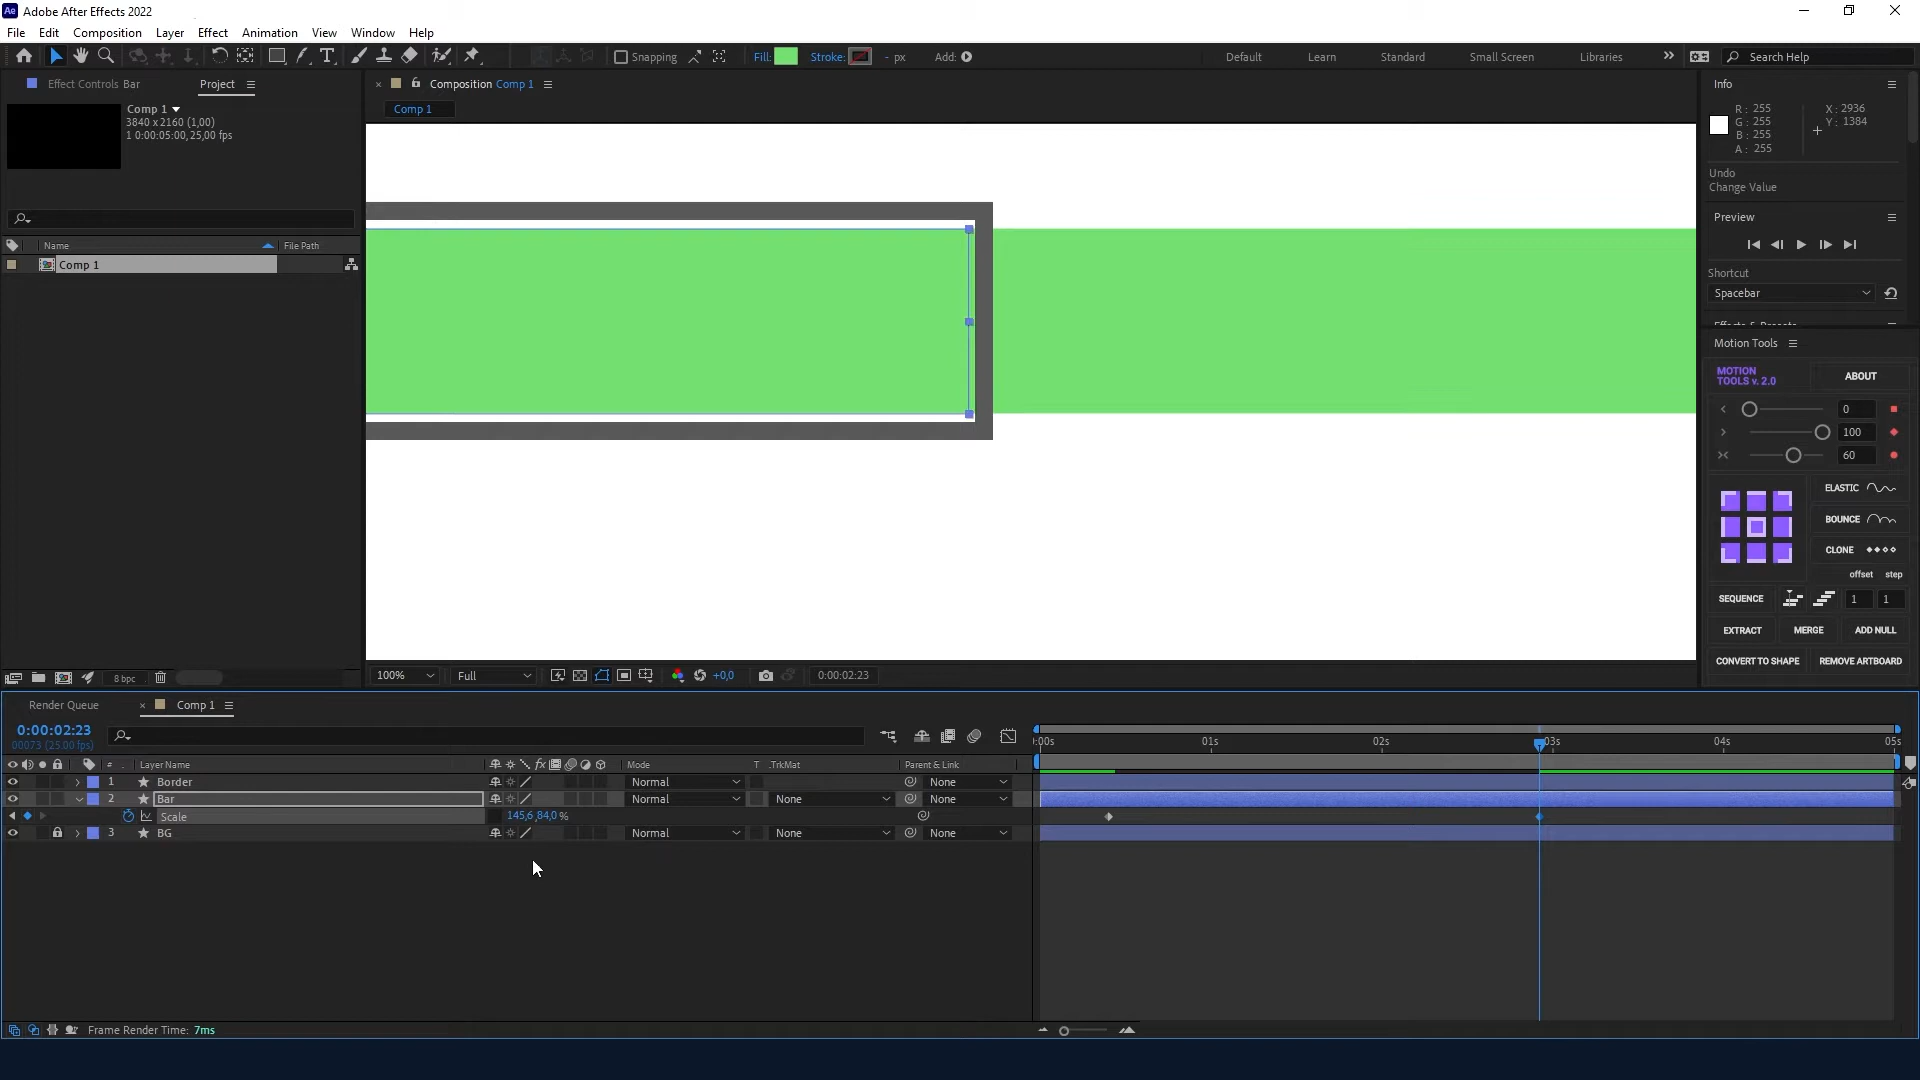 Ae Adobe After Effects 2022
File Edit Composition Layer Effect Animation View Window Help
Snapping Fill: Stroke: - px Add: Default Learn Standard Small Screen Libraries Search Help
Effect Controls Bar Project
Comp 1
3840 x 2160 (1,00)
1 0:00:05:00, 25,00 fps
Name File Path
Comp 1
8 bpc
Composition Comp 1
Comp 1
100% Full +0,0 0:00:02:23
Info
R: 255 X: 2936
G: 255 Y: 1384
B: 255
A: 255
Undo
Change Value
Preview
Shortcut
Spacebar
Motion Tools
MOTION TOOLS v. 2.0 ABOUT
0
100
60
ELASTIC
BOUNCE
CLONE
offset step
SEQUENCE 1 1
EXTRACT MERGE ADD NULL
CONVERT TO SHAPE REMOVE ARTBOARD
Render Queue Comp 1
0:00:02:23
00073 (25.00 fps)
:00s 01s 02s 03s 04s 05s
# Layer Name Mode T .TrkMat Parent & Link
1 Border Normal None
2 Bar Normal None None
Scale 145,6,84,0%
3 BG Normal None None
Frame Render Time: 7ms